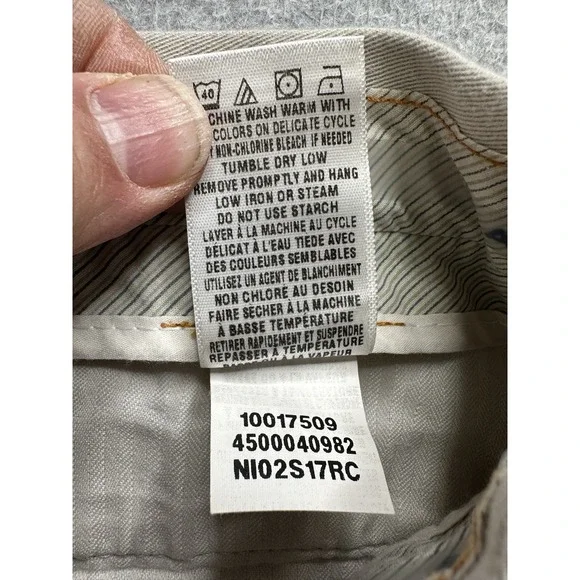 40
CHINE WASH WARM WITH
COLORS ON DELICATE CYCLE
NON-CHLORINE BLEACH IF NEEDED
TUMBLE DRY LOW
REMOVE PROMPTLY AND HANG
LOW IRON OR STEAM
DO NOT USE STARCH
LAVER À LA MACHINE AU CYCLE
DÉLICAT À L'EAU TIEDE AVEC
DES COULEURS SEMBLABLES
UTILISEZ UN AGENT DE BLANCHIMENT
NON CHLORÉ AU DESOIN
FAIRE SÉCHER À LA MACHINE
À BASSE TEMPÉRATURE
RETIRER RAPIDEMENT ET SUSPENDRE
REPASSER À TEMPÉRATURE
10017509
4500040982
NI02S17RC